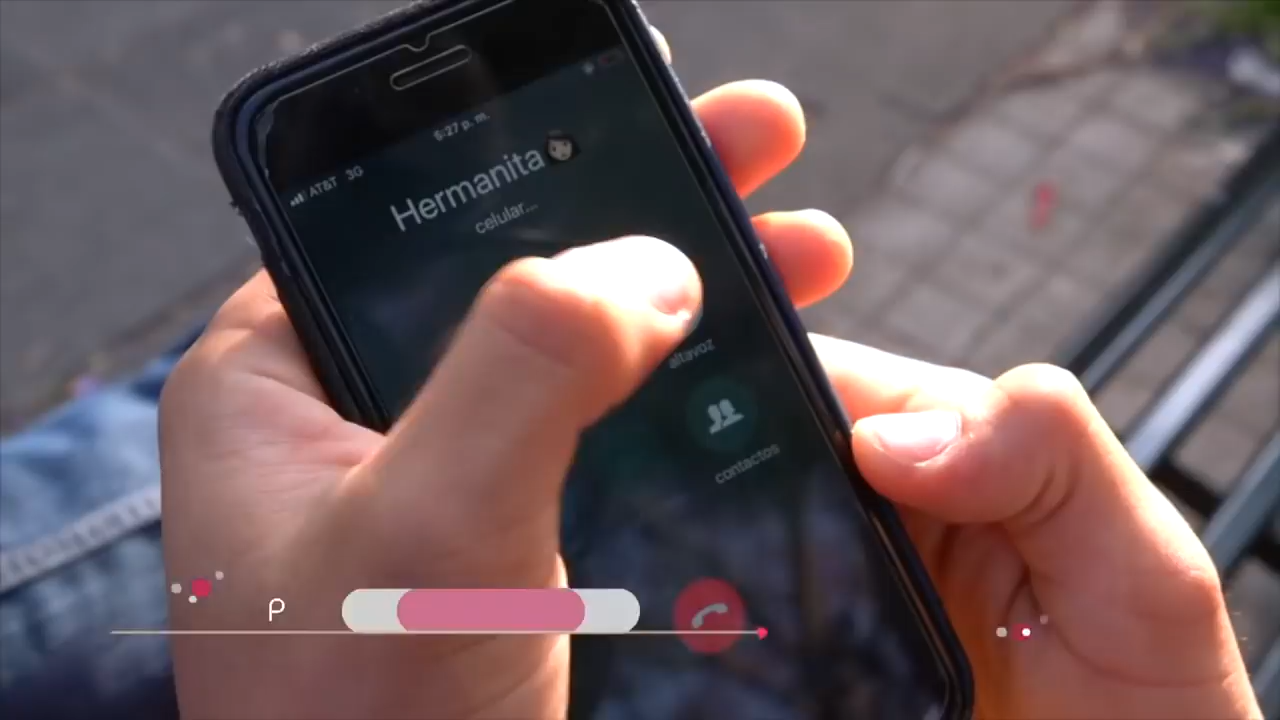 6:27 p. m.
AT&T 3G
Hermanita
celular...
altavoz
contactos
P